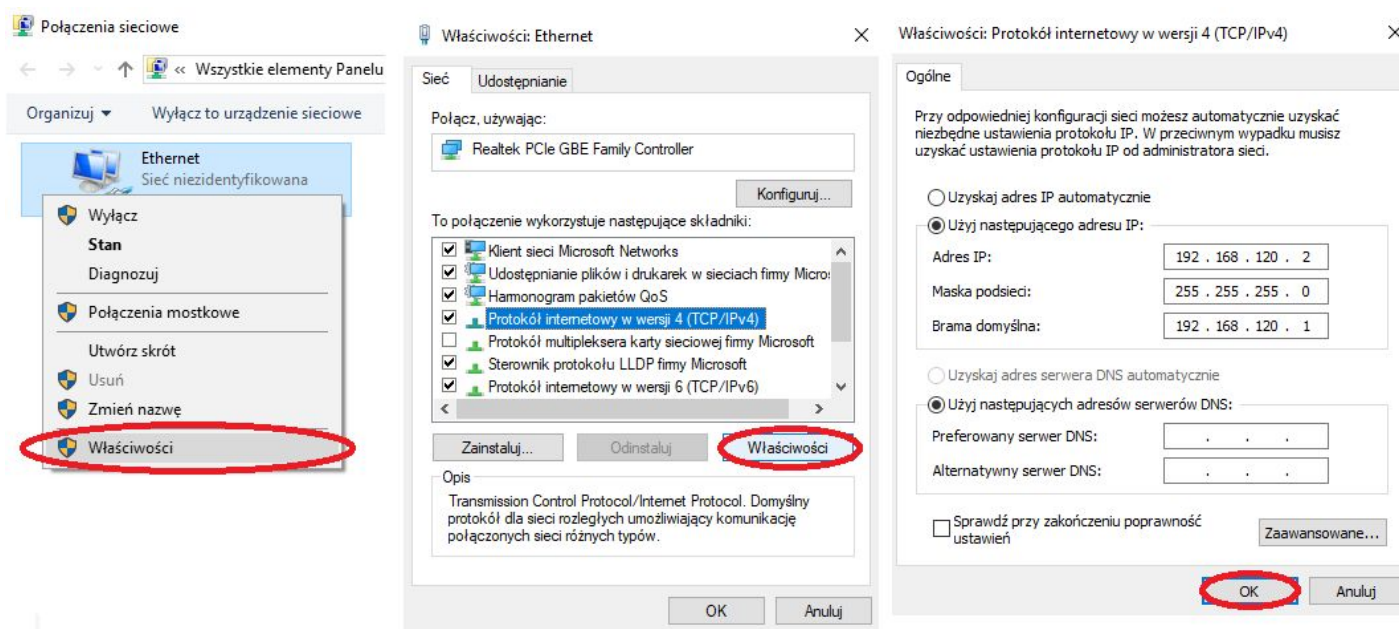 Połączenia sieciowe
« Wszystkie elementy Panelu
Organizuj
Wyłącz to urządzenie sieciowe
Ethernet
Sieć niezidentyfikowana
Wyłącz
Stan
Diagnozuj
Połączenia mostkowe
Utwórz skrót
Usuń
Zmień nazwę
Właściwości
Właściwości: Ethernet
Sieć
Udostępnianie
Połącz, używając:
Realtek PCIe GBE Family Controller
Konfiguruj...
To połączenie wykorzystuje następujące składniki:
Klient sieci Microsoft Networks
Udostępnianie plików i drukarek w sieciach firmy Micro
Harmonogram pakietów QoS
Protokół internetowy w wersji 4 (TCP/IPv4)
Protokół multipleksera karty sieciowej firmy Microsoft
Sterownik protokołu LLDP firmy Microsoft
Protokół internetowy w wersji 6 (TCP/IPv6)
Zainstaluj...
Odinstaluj
Właściwości
Opis
Transmission Control Protocol/Internet Protocol. Domyślny
protokół dla sieci rozległych umożliwiający komunikację
połączonych sieci różnych typów.
OK
Anuluj
Właściwości: Protokół internetowy w wersji 4 (TCP/IPv4)
Ogólne
Przy odpowiedniej konfiguracji sieci możesz automatycznie uzyskać
niezbędne ustawienia protokołu IP. W przeciwnym wypadku musisz
uzyskać ustawienia protokołu IP od administratora sieci.
Uzyskaj adres IP automatycznie
Użyj następującego adresu IP:
Adres IP:
192 . 168 . 120 . 2
Maska podsieci:
255 . 255 . 255 . 0
Brama domyślna:
192 . 168 . 120 . 1
Uzyskaj adres serwera DNS automatycznie
Użyj następujących adresów serwerów DNS:
Preferowany serwer DNS:
. . .
Alternatywny serwer DNS:
. . .
Sprawdź przy zakończeniu poprawność
ustawień
Zaawansowane...
OK
Anuluj